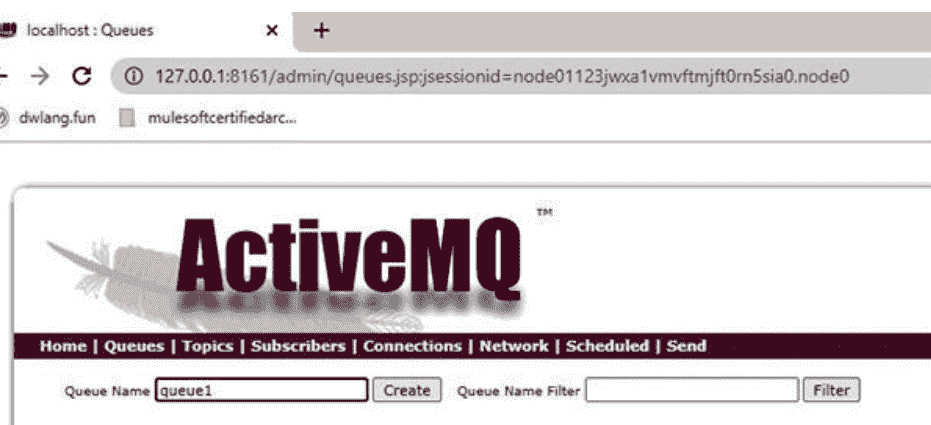 localhost : Queues
127.0.0.1:8161/admin/queues.jsp;jsessionid=node01123jwxa1vmvftmjft0rn5sia0.node0
dwlang.fun mulesoftcertifiedarc...
ActiveMQ ™
Home | Queues | Topics | Subscribers | Connections | Network | Scheduled | Send
Queue Name queue1 Create Queue Name Filter Filter